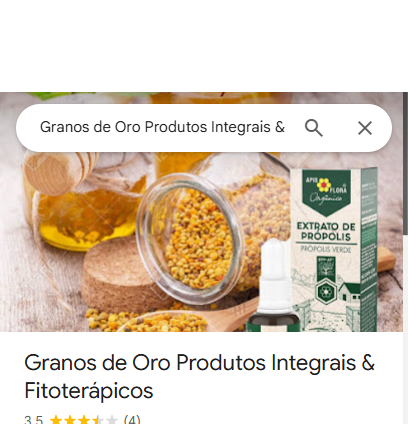 Granos de Oro Produtos Integrais &
APIS FLORA
Orgânico
EXTRATO DE
PRÓPOLIS
PRÓPOLIS VERDE
Granos de Oro Produtos Integrais &
Fitoterápicos
3,5 (4)